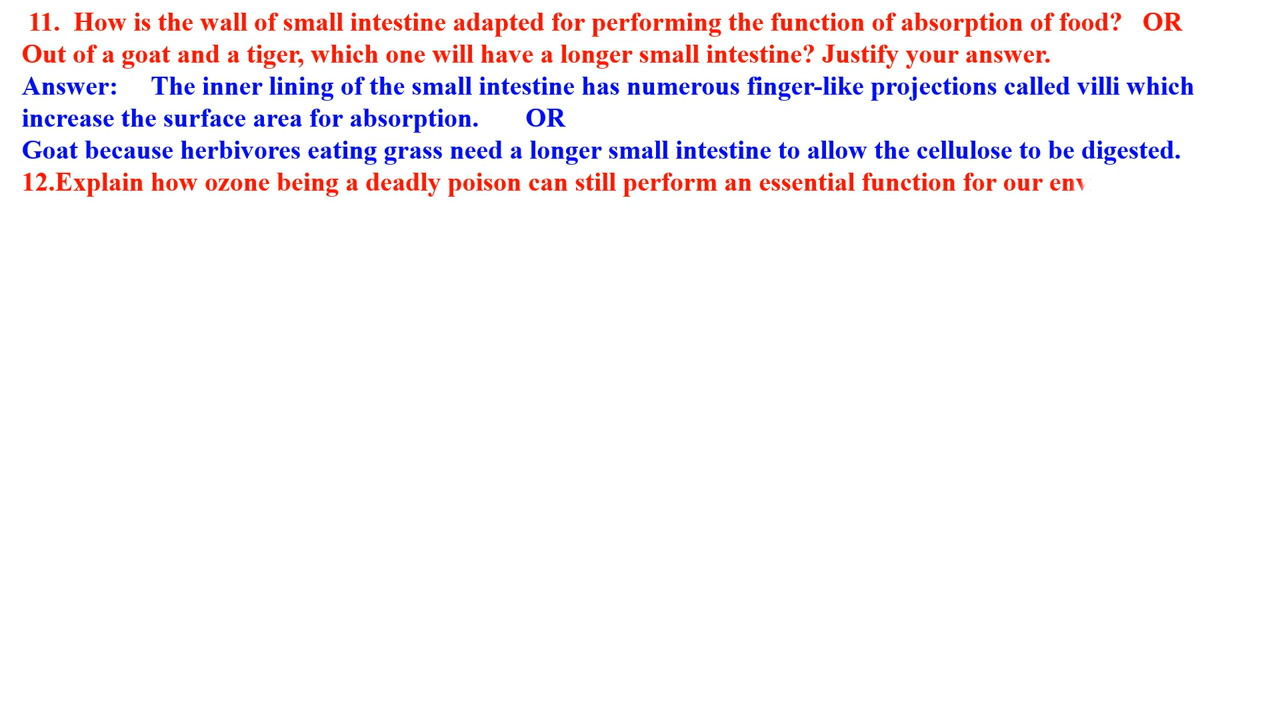 11. How is the wall of small intestine adapted for performing the function of absorption of food? OR
Out of a goat and a tiger, which one will have a longer small intestine? Justify your answer.
Answer: The inner lining of the small intestine has numerous finger-like projections called villi which
increase the surface area for absorption. OR
Goat because herbivores eating grass need a longer small intestine to allow the cellulose to be digested.
12.Explain how ozone being a deadly poison can still perform an essential function for our